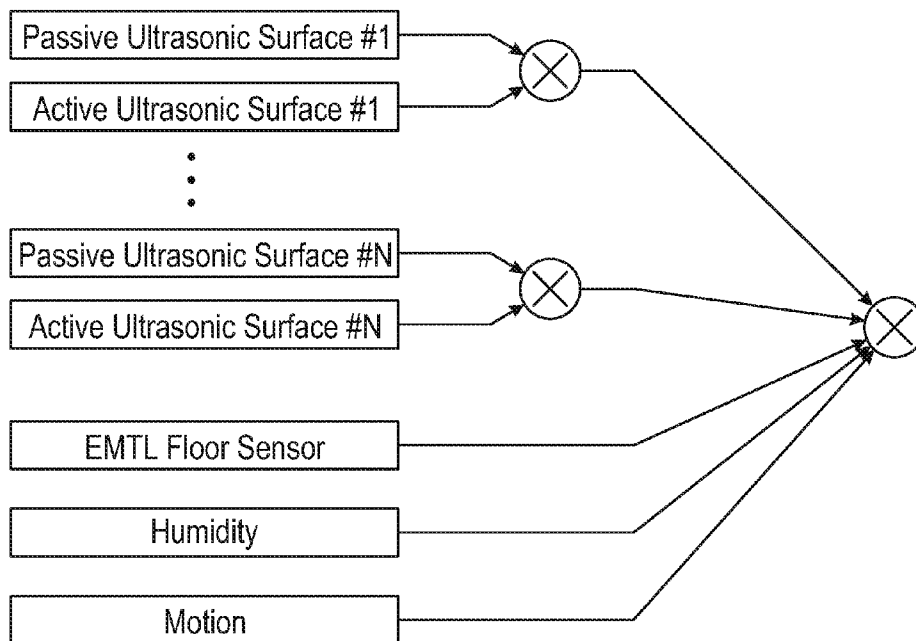 Passive Ultrasonic Surface #1
Active Ultrasonic Surface #1
Passive Ultrasonic Surface #N
Active Ultrasonic Surface #N
EMTL Floor Sensor
Humidity
Motion